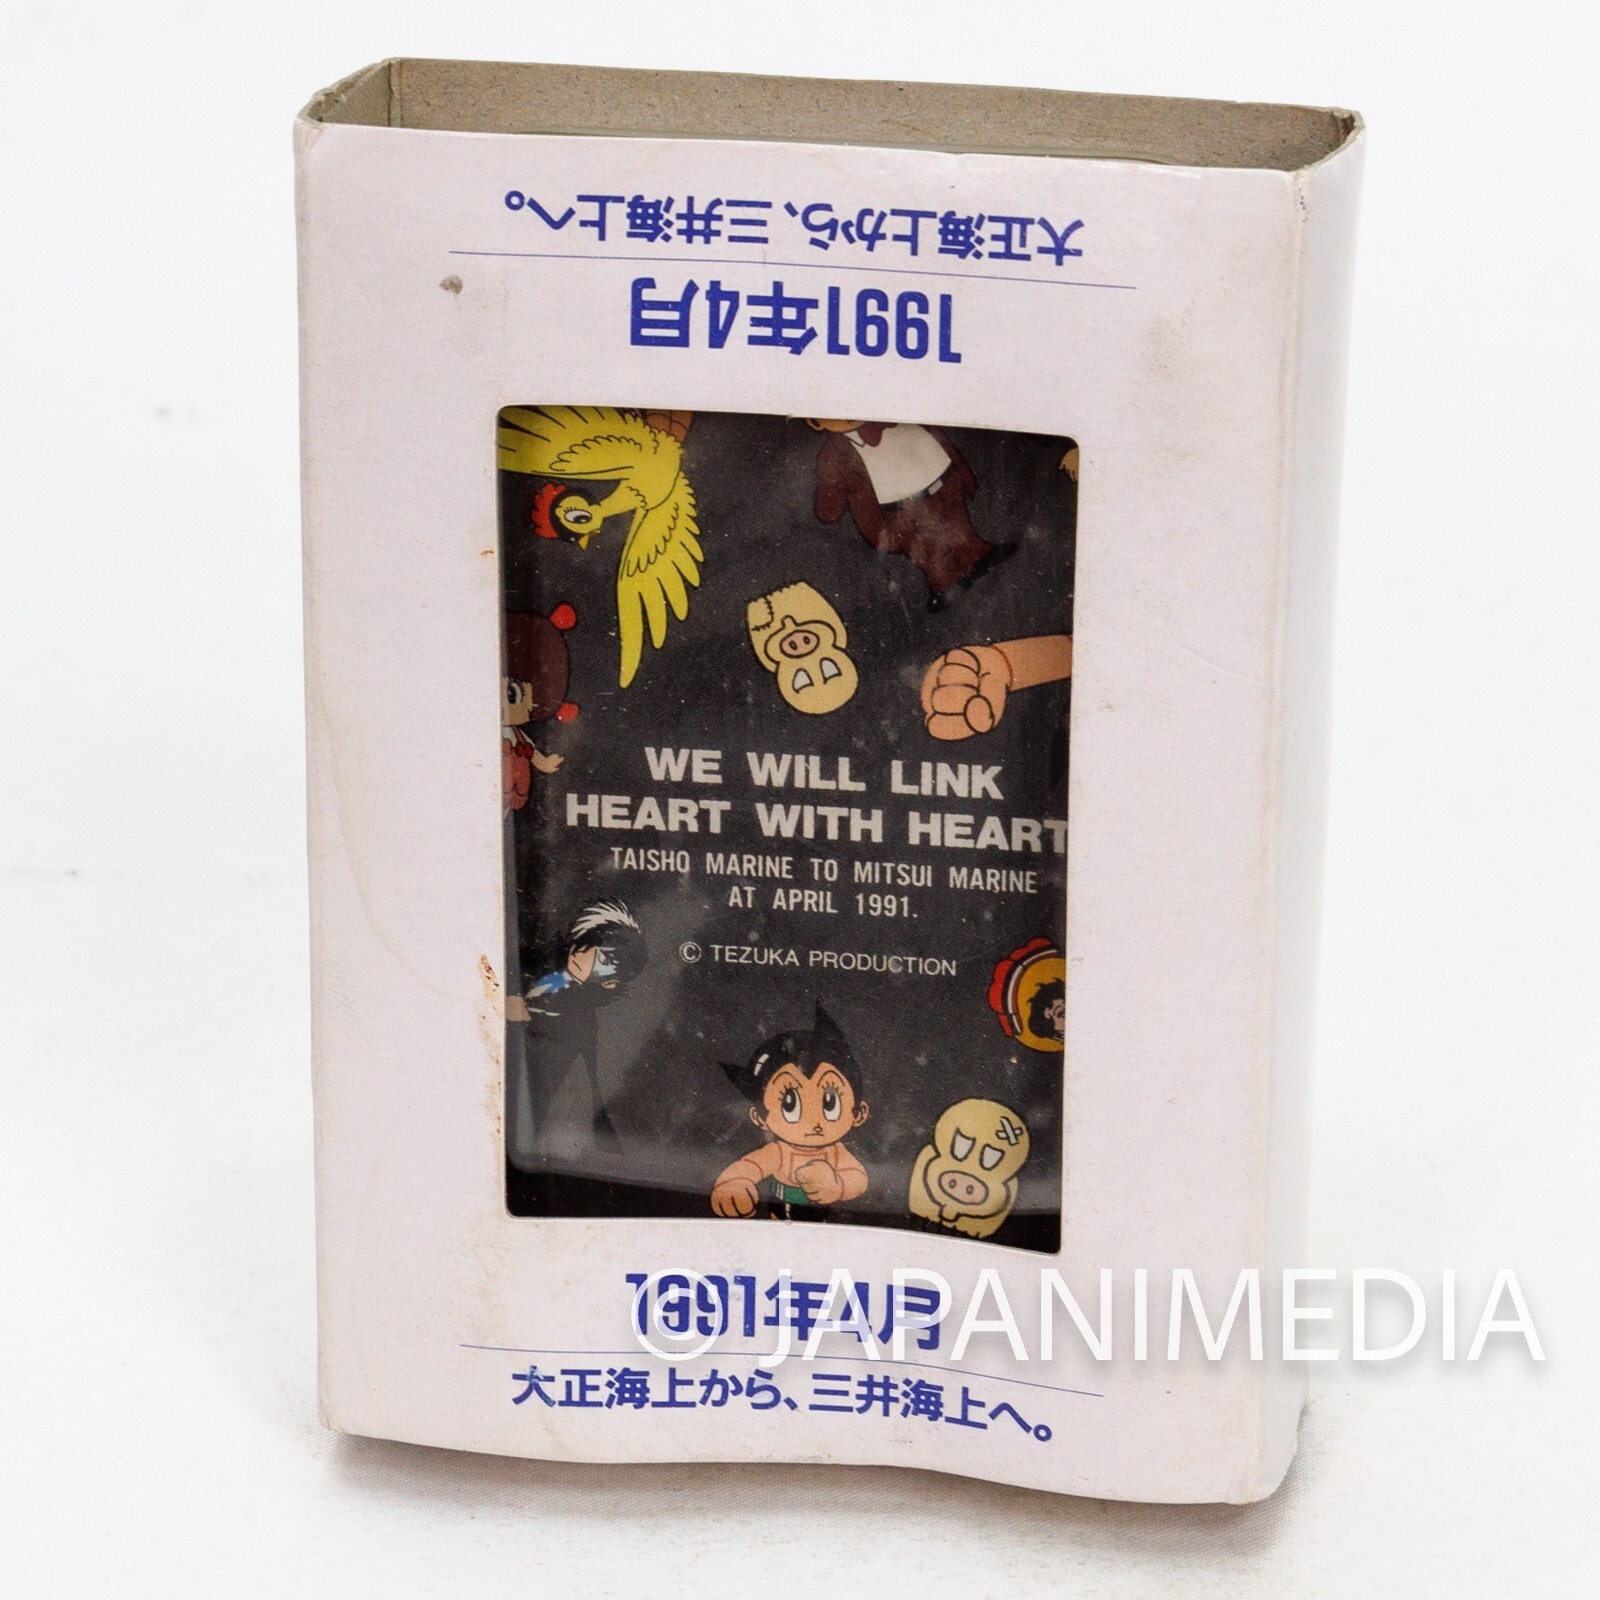 大正海上から、三井海上へ。
1991年4月
WE WILL LINK
HEART WITH HEART
TAISHO MARINE TO MITSUI MARINE
AT APRIL 1991.
© TEZUKA PRODUCTION
1991年4月
© JAPANIMEDIA
大正海上から、三井海上へ。